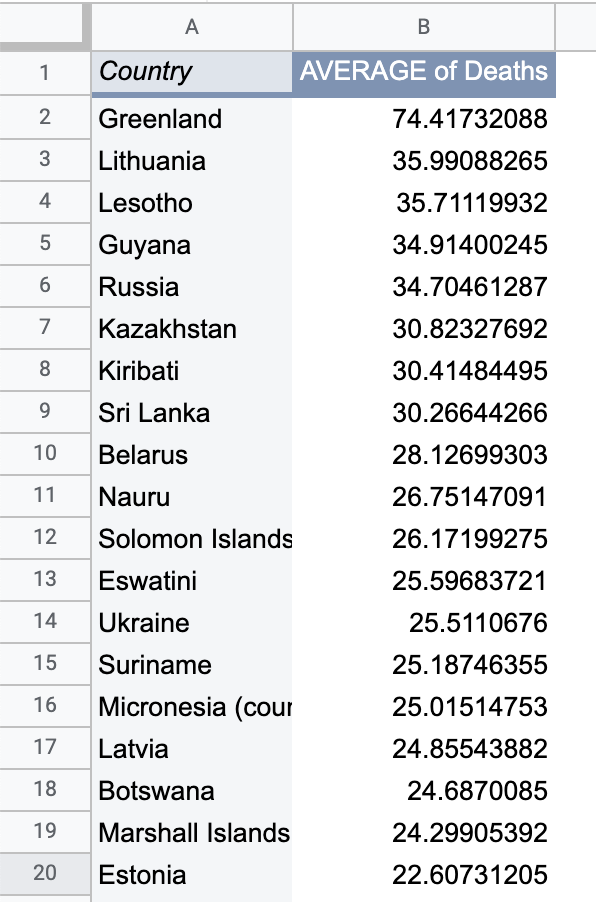 A B
1 Country AVERAGE of Deaths
2 Greenland 74.41732088
3 Lithuania 35.99088265
4 Lesotho 35.71119932
5 Guyana 34.91400245
6 Russia 34.70461287
7 Kazakhstan 30.82327692
8 Kiribati 30.41484495
9 Sri Lanka 30.26644266
10 Belarus 28.12699303
11 Nauru 26.75147091
12 Solomon Islands 26.17199275
13 Eswatini 25.59683721
14 Ukraine 25.5110676
15 Suriname 25.18746355
16 Micronesia (cour 25.01514753
17 Latvia 24.85543882
18 Botswana 24.6870085
19 Marshall Islands 24.29905392
20 Estonia 22.60731205